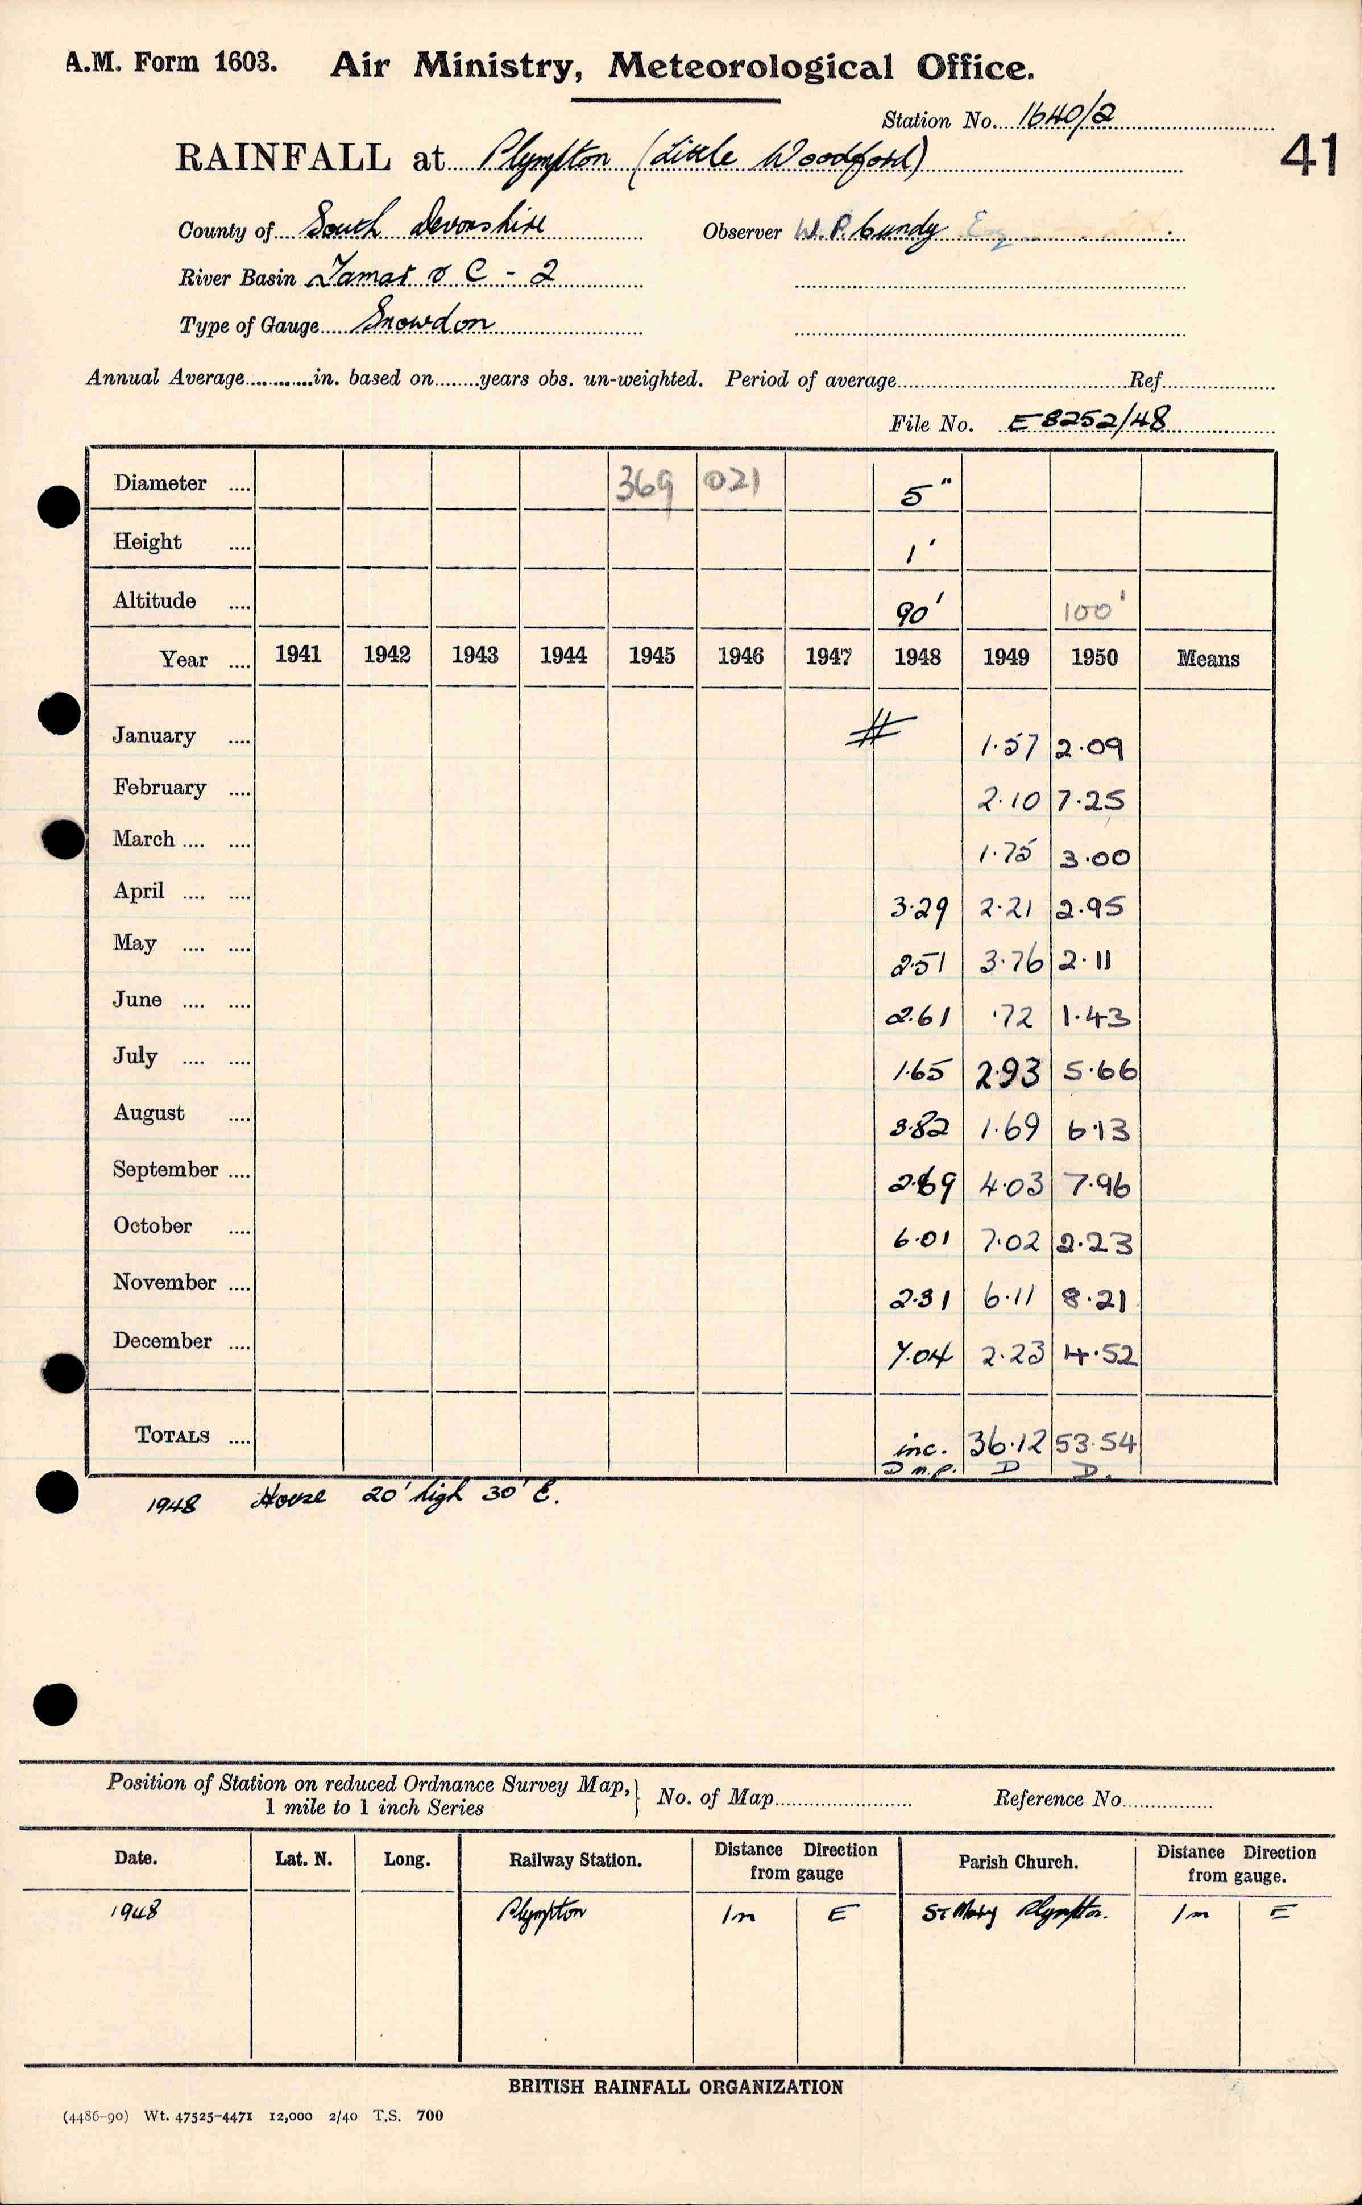 A.M. Form 1603. Air Ministry, Meteorological Office.
Station No. 1640/2
41
RAINFALL at Plympton (Little Woodford)
County of South Devonshire Observer W.P. Cundy Esq
River Basin Tamar & C - 2
Type of Gauge Snowdon
Annual Average............in. based on........years obs. un-weighted. Period of average.................... Ref....................
File No. E 8252/48
Diameter .... 369 021 5"
Height .... 1'
Altitude .... 90' 100'
Year .... 1941 1942 1943 1944 1945 1946 1947 1948 1949 1950 Means
January .... # 1.57 2.09
February .... 2.10 7.25
March .... .... 1.75 3.00
April .... .... 3.29 2.21 2.95
May .... .... 2.51 3.76 2.11
June .... .... 2.61 .72 1.43
July .... .... 1.65 2.93 5.66
August .... 3.82 1.69 6.13
September .... 2.69 4.03 7.96
October .... 6.01 7.02 2.23
November .... 2.31 6.11 8.21
December .... 7.04 2.23 4.52
TOTALS .... inc. 36.12 53.54
D m.p. D D.
1948 House 20' high 30' E.
Position of Station on reduced Ordnance Survey Map, } No. of Map.................... Reference No................
1 mile to 1 inch Series
Date. Lat. N. Long. Railway Station. Distance Direction from gauge Parish Church. Distance Direction from gauge.
1948 Plympton 1m E St Mary Plympton. 1m E
BRITISH RAINFALL ORGANIZATION
(4486-90) Wt. 47525-4471 12,000 2/40 T.S. 700